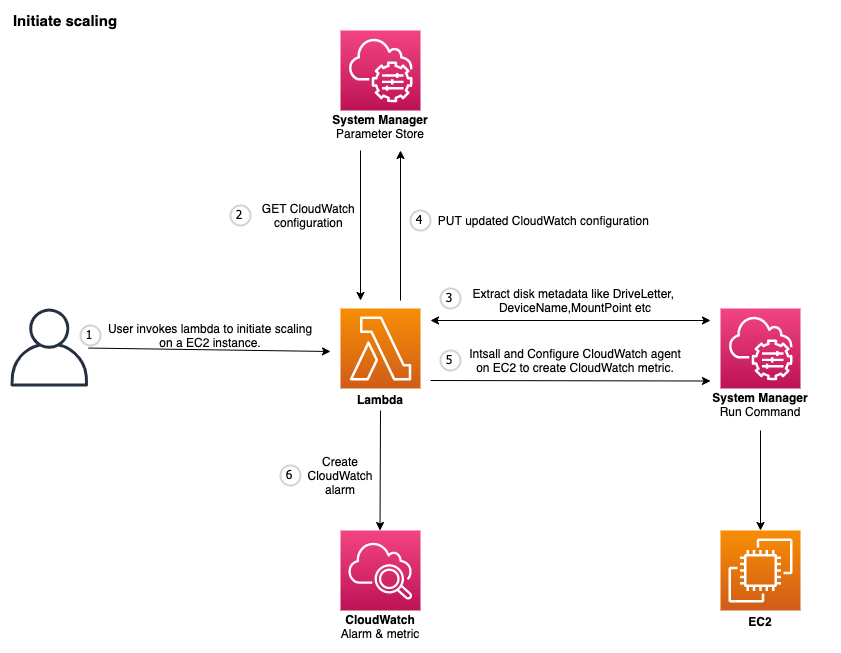 Initiate scaling
System Manager
Parameter Store
2
GET CloudWatch
configuration
4
PUT updated CloudWatch configuration
1
User invokes lambda to initiate scaling
on a EC2 instance.
3
Extract disk metadata like DriveLetter,
DeviceName,MountPoint etc
5
Intsall and Configure CloudWatch agent
on EC2 to create CloudWatch metric.
Lambda
System Manager
Run Command
6
Create
CloudWatch
alarm
CloudWatch
Alarm & metric
EC2